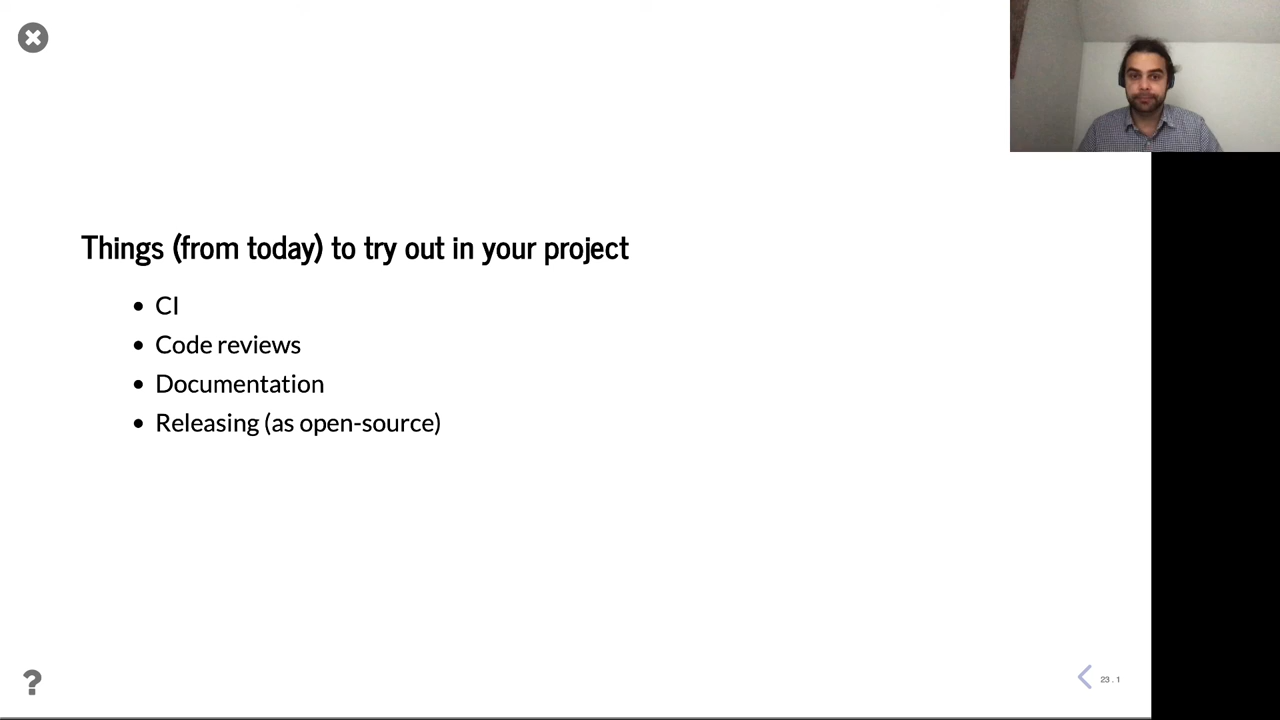 Things (from today) to try out in your project
• CI
• Code reviews
• Documentation
• Releasing (as open-source)
?
23 . 1